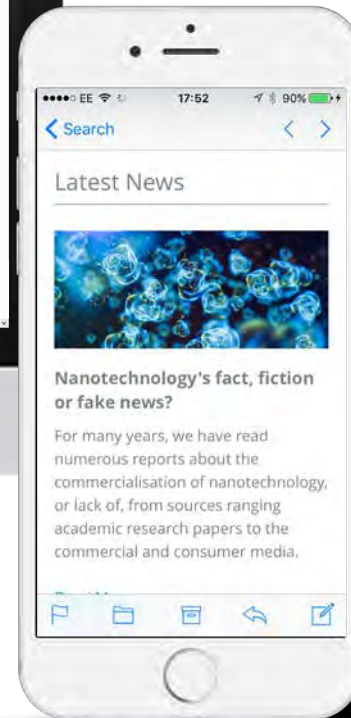 EE 17:52 90%
Search
Latest News
Nanotechnology's fact, fiction
or fake news?
For many years, we have read
numerous reports about the
commercialisation of nanotechnology,
or lack of, from sources ranging
academic research papers to the
commercial and consumer media.